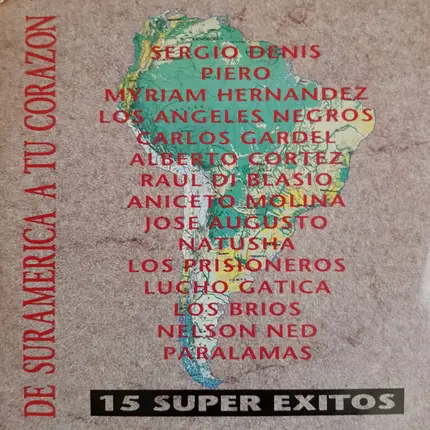 DE SURAMERICA A TU CORAZON
SERGIO DENIS
PIERO
MYRIAM HERNANDEZ
LOS ANGELES NEGROS
CARLOS GARDEL
ALBERTO CORTEZ
RAUL DI BLASIO
ANICETO MOLINA
JOSE AUGUSTO
NATUSHA
LOS PRISIONEROS
LUCHO GATICA
LOS BRIOS
NELSON NED
PARALAMAS
15 SUPER EXITOS